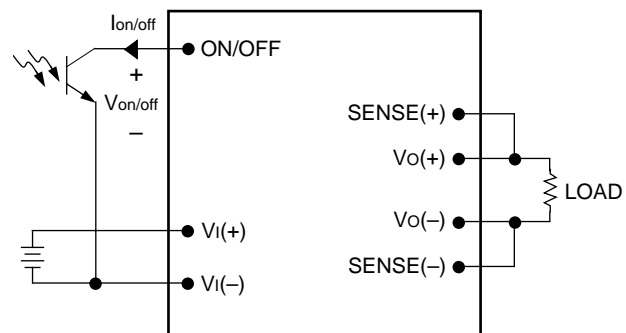 Ion/off
ON/OFF
+
Von/off
–
SENSE(+)
VO(+)
LOAD
VO(–)
SENSE(–)
VI(+)
VI(–)